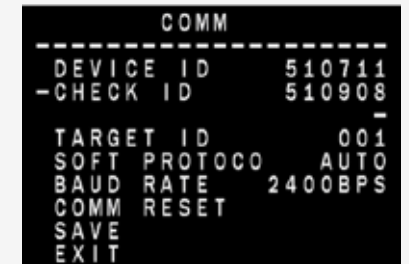 COMM
--------------------
DEVICE ID 510711
-CHECK ID 510908
-
TARGET ID 001
SOFT PROTOCO AUTO
BAUD RATE 2400BPS
COMM RESET
SAVE
EXIT